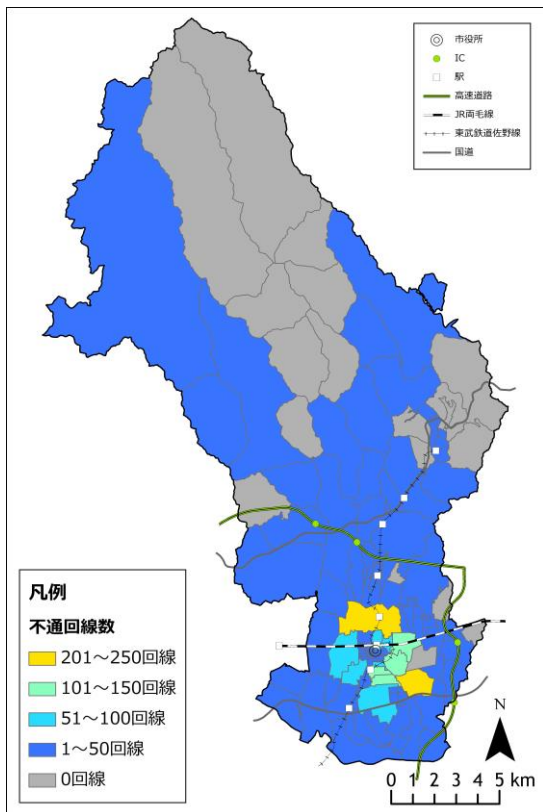 市役所
IC
駅
高速道路
JR両毛線
東武鉄道佐野線
国道
凡例
不通回線数
201～250回線
101～150回線
51～100回線
1～50回線
0回線
N
0 1 2 3 4 5 km